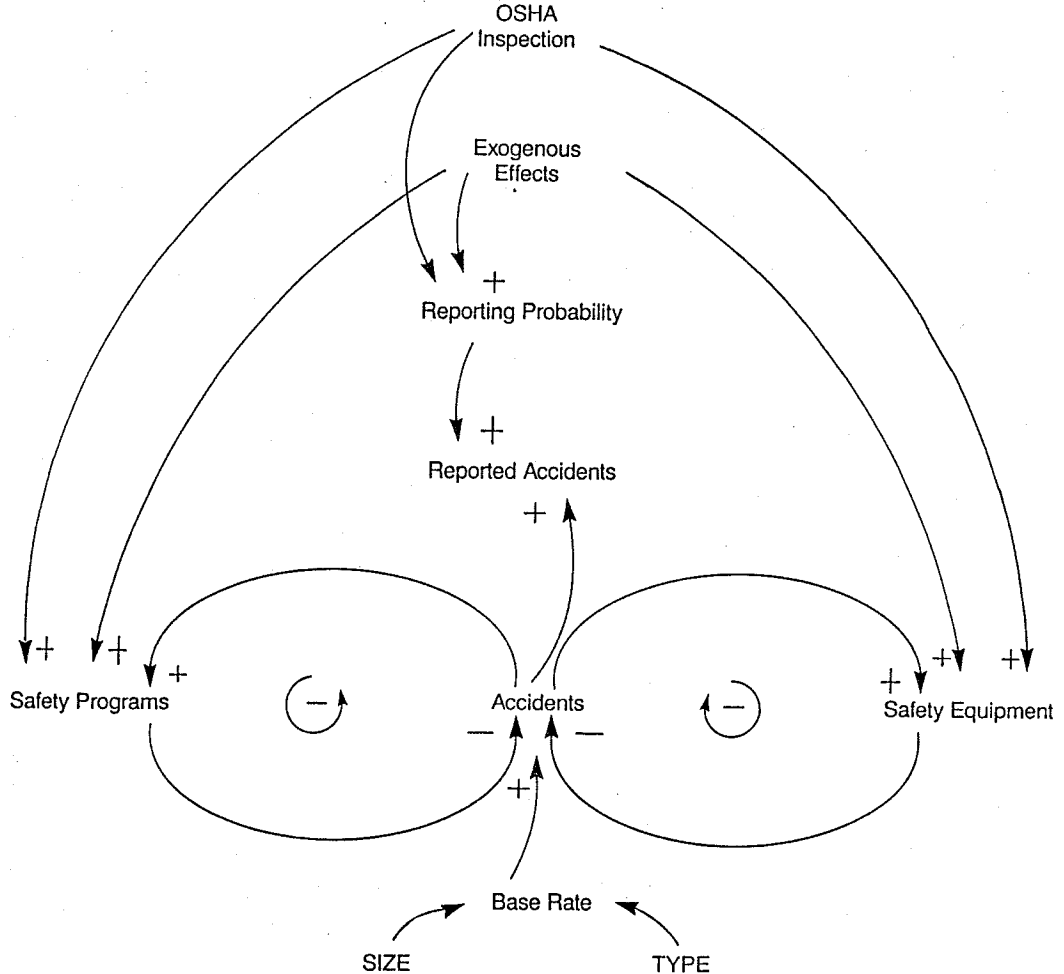 OSHA
Inspection
Exogenous
Effects
+
Reporting Probability
+
Reported Accidents
+
+ + + + + +
Safety Programs
− Accidents −
Safety Equipment
− −
+
Base Rate
SIZE TYPE